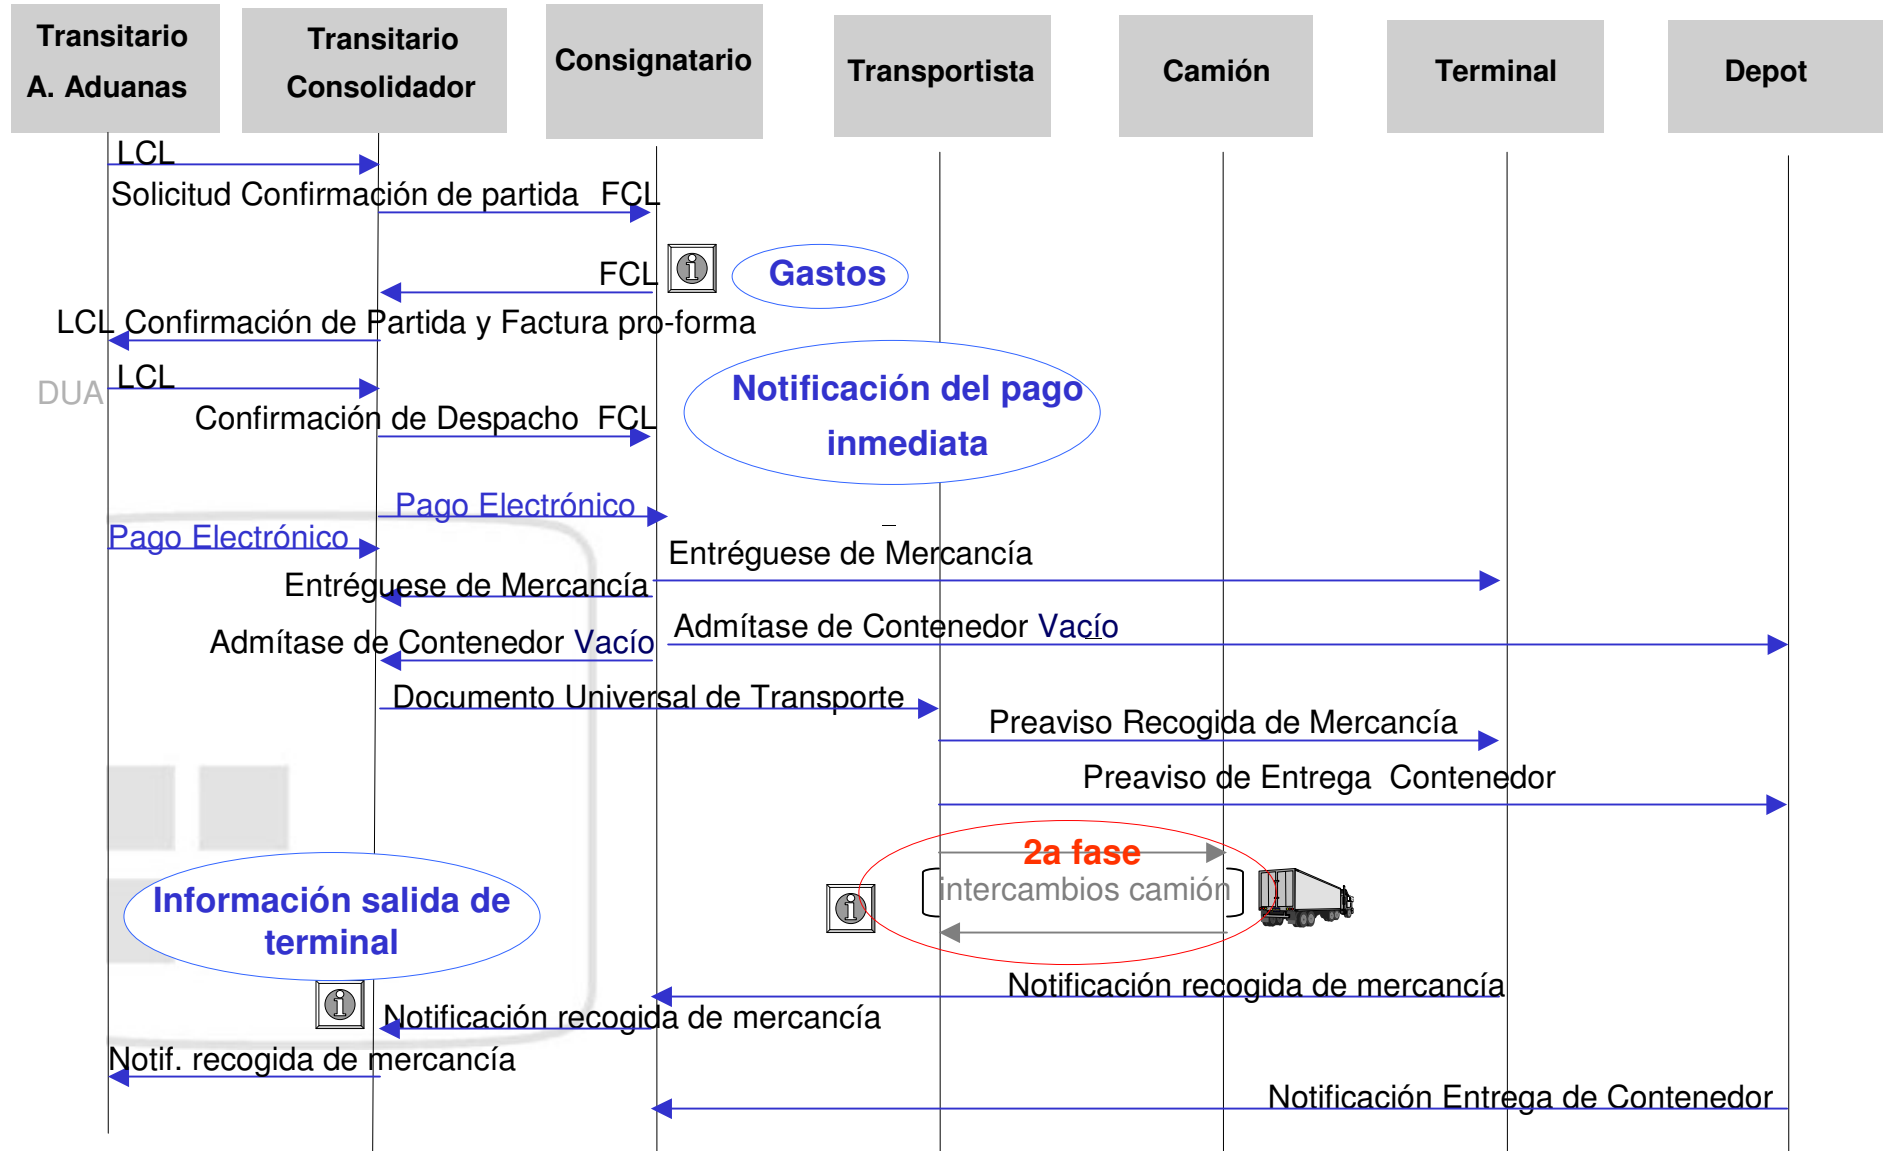 Transitario
A. Aduanas
Transitario
Consolidador
Consignatario
Transportista
Camión
Terminal
Depot
LCL
Solicitud Confirmación de partida FCL
FCL
Gastos
LCL Confirmación de Partida y Factura pro-forma
DUA
LCL
Notificación del pago
inmediata
Confirmación de Despacho FCL
Pago Electrónico
Pago Electrónico
Entréguese de Mercancía
Entréguese de Mercancía
Admítase de Contenedor Vacío
Admítase de Contenedor Vacío
Documento Universal de Transporte
Preaviso Recogida de Mercancía
Preaviso de Entrega Contenedor
2a fase
intercambios camión
Información salida de
terminal
Notificación recogida de mercancía
Notificación recogida de mercancía
Notif. recogida de mercancía
Notificación Entrega de Contenedor